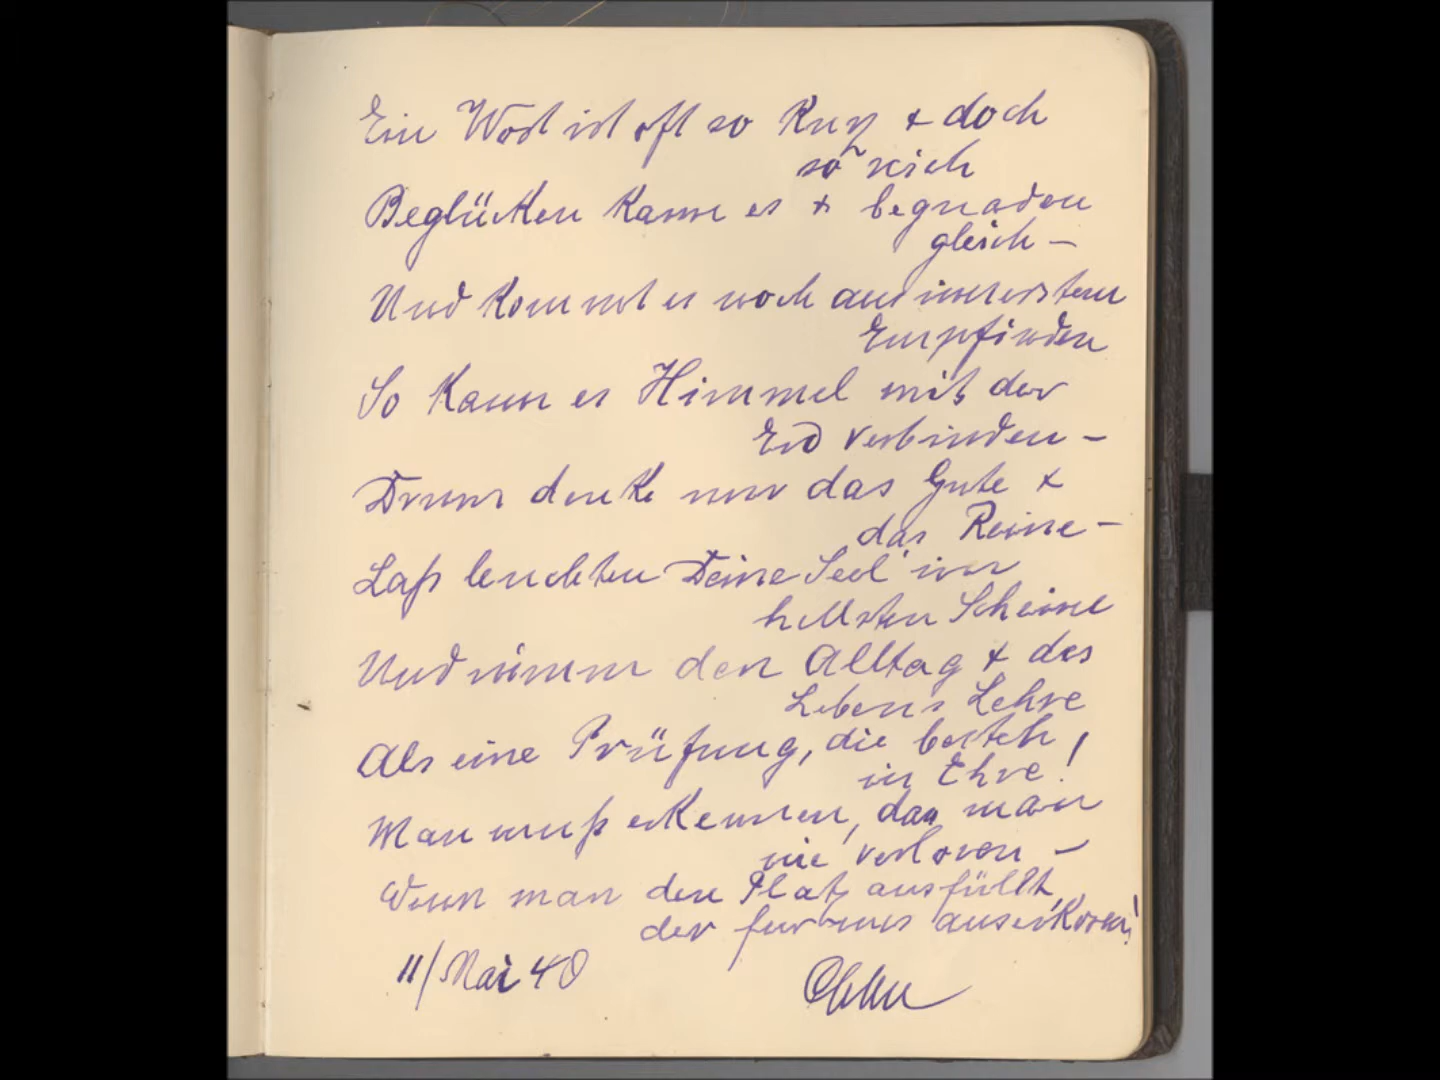 Ein Wort ist oft so Kurz + doch
so reich
Beglücken Kann es + begnaden
gleich –
Und Kommt es noch aus innerstem
Empfinden
So Kann es Himmel mit der
Erd verbinden –
Drum denke nur das Gute +
das Reine –
Laß leuchten Deine Seel' im
hellsten Scheine
Und nimm den Alltag + des
Lebens Lehre
Als eine Prüfung, die besteh'
in Ehre!
Man muß erkennen, das man
nie verloren –
Wenn man den Platz ausfüllt,
der fur uns auserkoren!
11/Mai 40